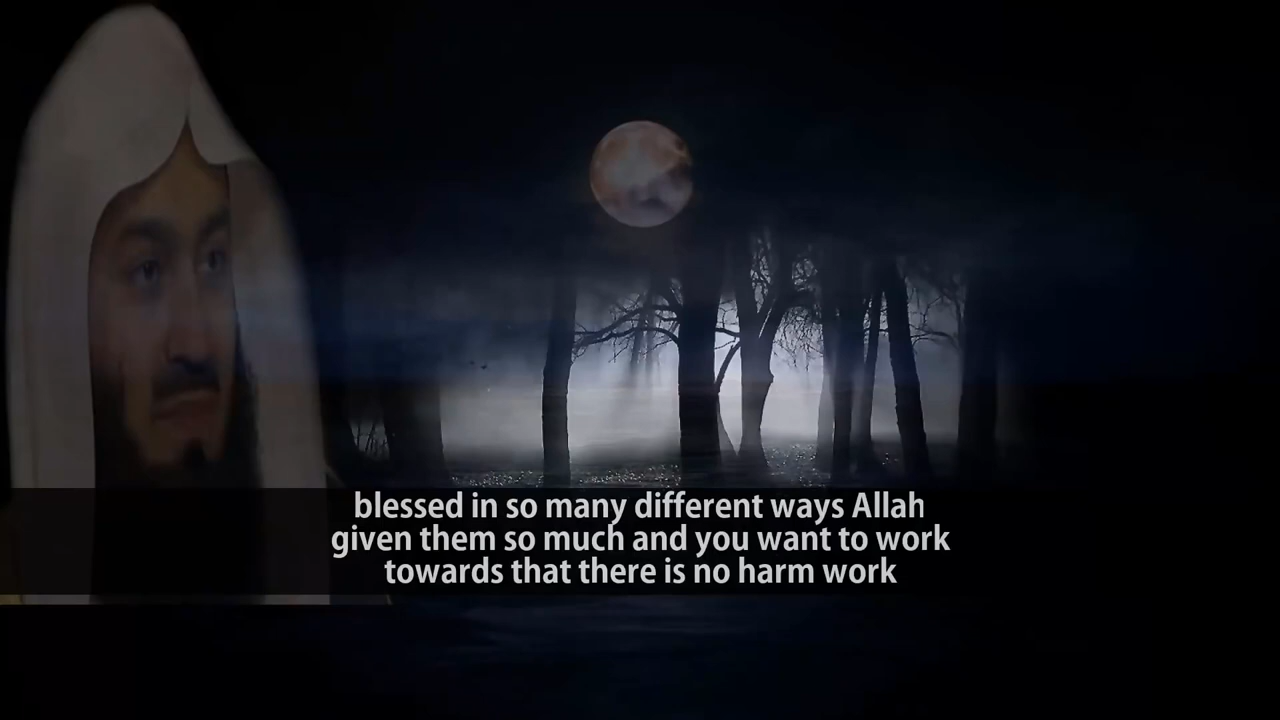 blessed in so many different ways Allah
given them so much and you want to work
towards that there is no harm work